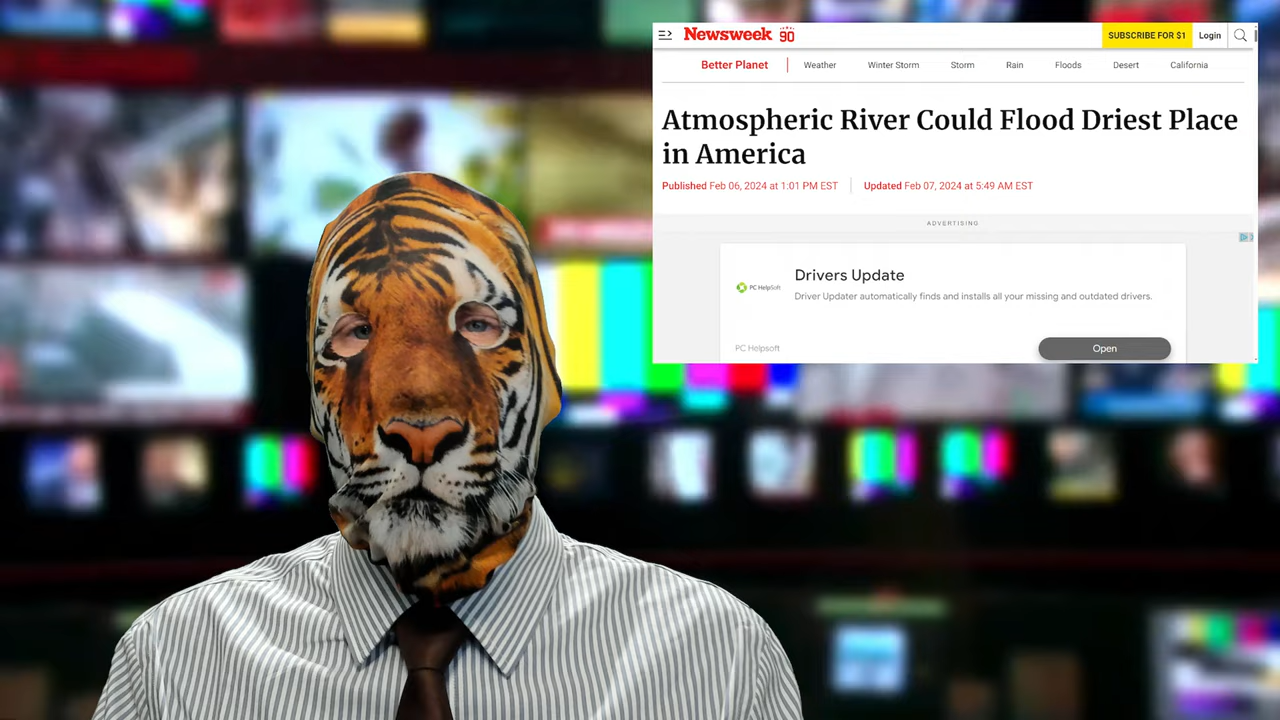 Newsweek 90
SUBSCRIBE FOR $1
Login
Better Planet
Weather
Winter Storm
Storm
Rain
Floods
Desert
California
Atmospheric River Could Flood Driest Place
in America
Published Feb 06, 2024 at 1:01 PM EST
Updated Feb 07, 2024 at 5:49 AM EST
ADVERTISING
Drivers Update
PC HelpSoft
Driver Updater automatically finds and installs all your missing and outdated drivers.
PC Helpsoft
Open